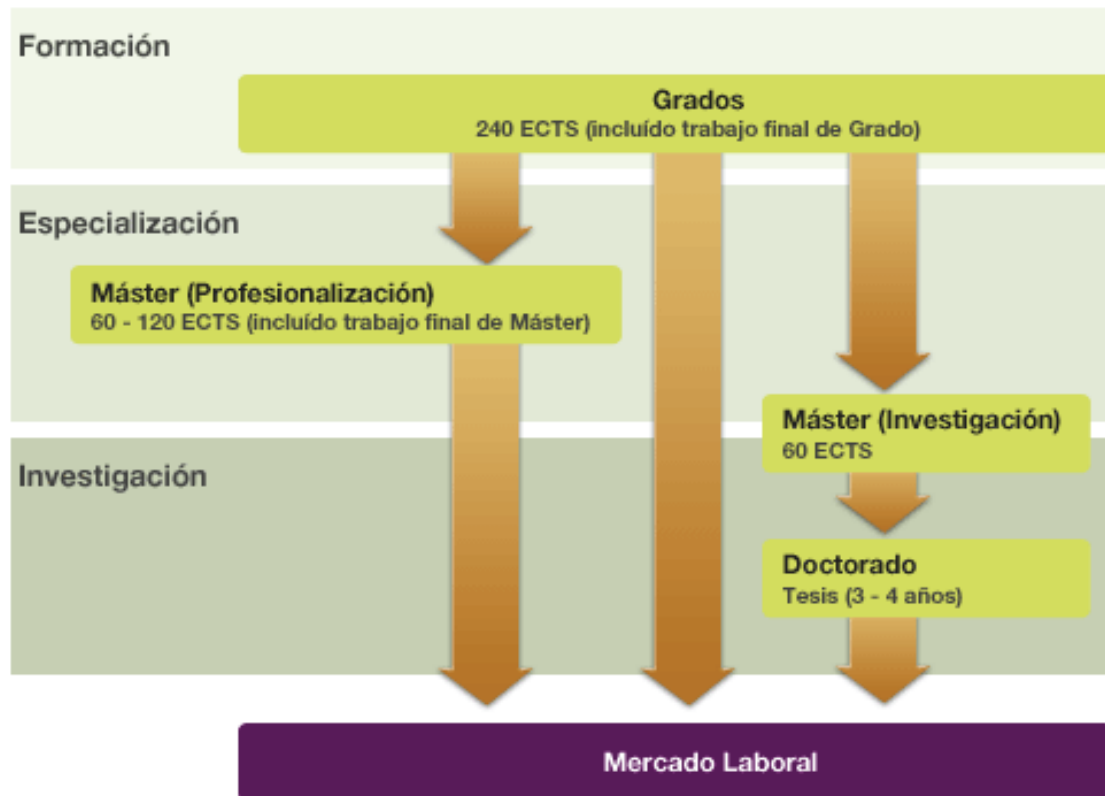 Formación
Grados
240 ECTS (incluído trabajo final de Grado)
Especialización
Máster (Profesionalización)
60 - 120 ECTS (incluído trabajo final de Máster)
Máster (Investigación)
60 ECTS
Investigación
Doctorado
Tesis (3 - 4 años)
Mercado Laboral